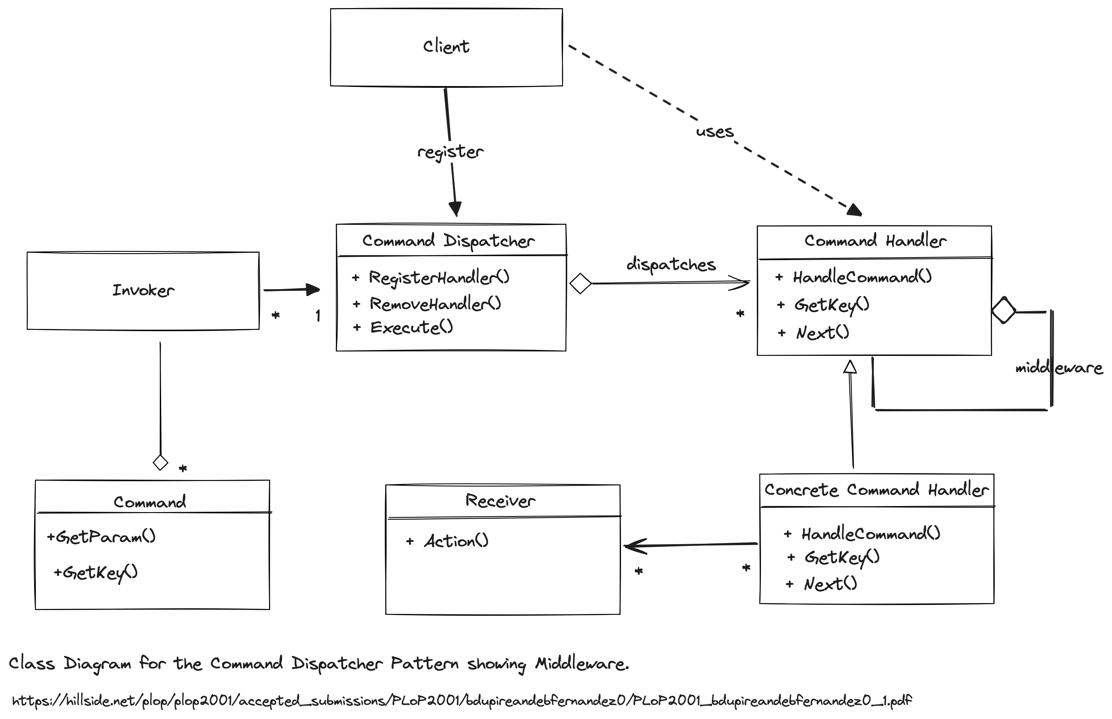 Client
uses
register
Command Dispatcher
+ RegisterHandler()
+ RemoveHandler()
+ Execute()
Command Handler
+ HandleCommand()
+ GetKey()
+ Next()
Invoker
* 1
dispatches
*
middleware
*
Command
+GetParam()
+GetKey()
Receiver
+ Action()
Concrete Command Handler
+ HandleCommand()
+ GetKey()
+ Next()
* *
Class Diagram for the Command Dispatcher Pattern showing Middleware.
https://hillside.net/plop/plop2001/accepted_submissions/PLoP2001/bdupireandebfernandez0/PLoP2001_bdupireandebfernandez0_1.pdf